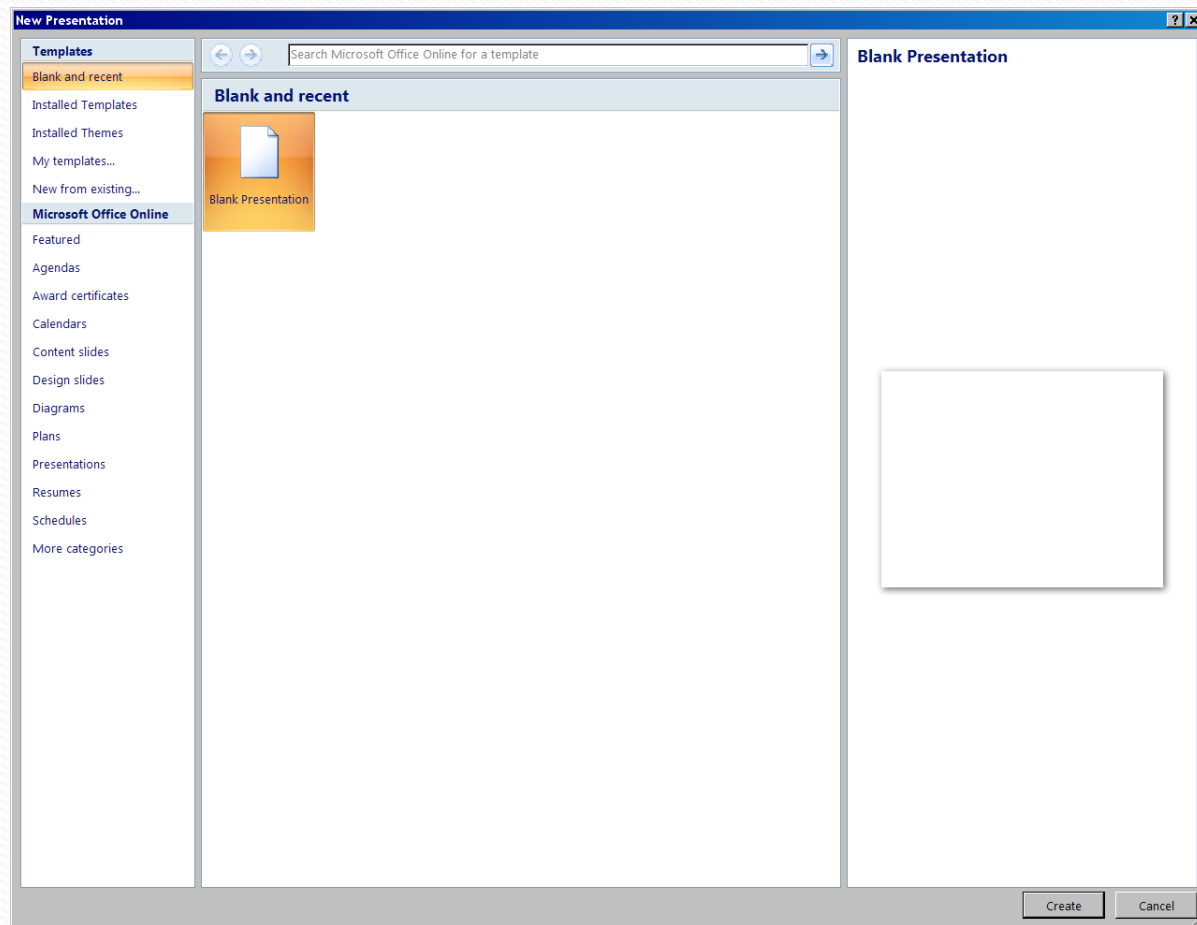 New Presentation
Templates
Blank and recent
Installed Templates
Installed Themes
My templates...
New from existing...
Microsoft Office Online
Featured
Agendas
Award certificates
Calendars
Content slides
Design slides
Diagrams
Plans
Presentations
Resumes
Schedules
More categories
Search Microsoft Office Online for a template
Blank and recent
Blank Presentation
Blank Presentation
Create
Cancel